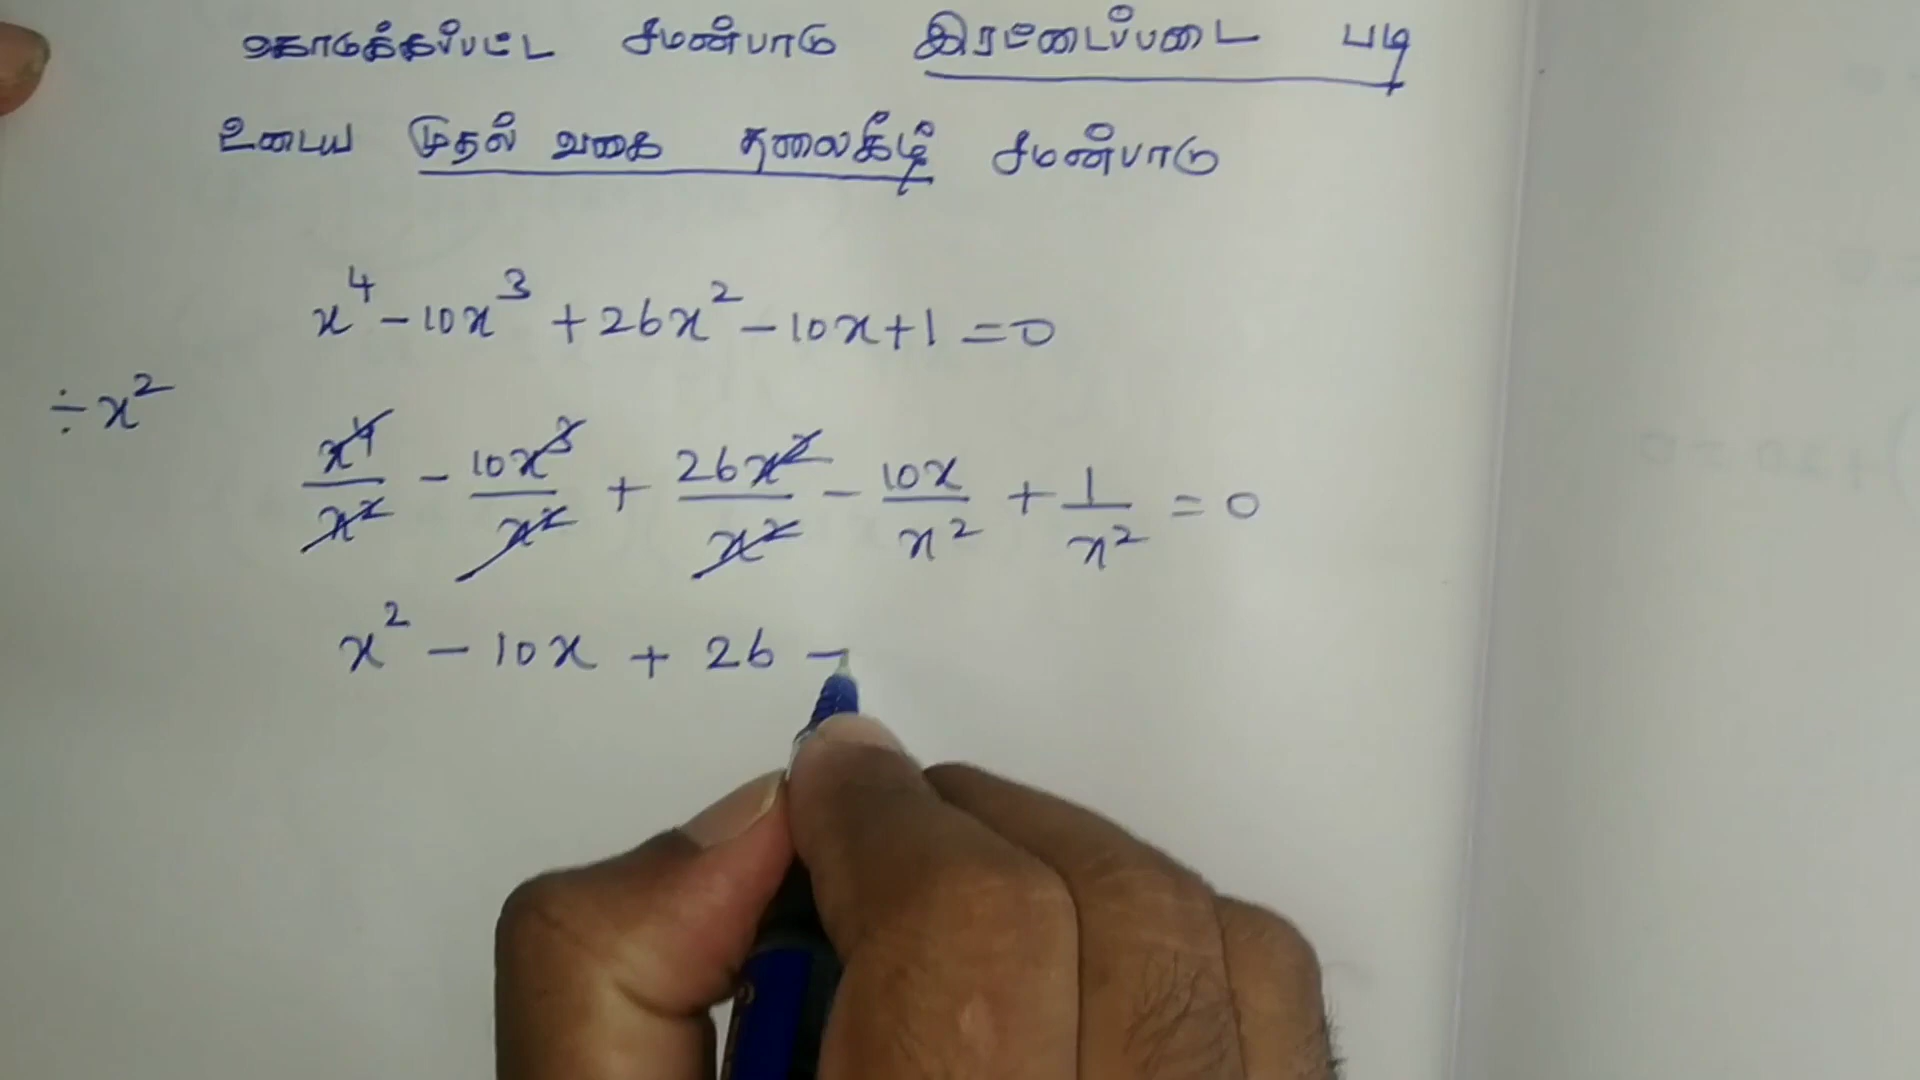 கொடுக்கப்பட்ட சமன்பாடு இரட்டைப்படை படி
உடைய முதல் வகை தலைகீழ் சமன்பாடு
x⁴ - 10x³ + 26x² - 10x + 1 = 0
÷ x²
x⁴/x² - 10x³/x² + 26x²/x² - 10x/x² + 1/x² = 0
x² - 10x + 26 -